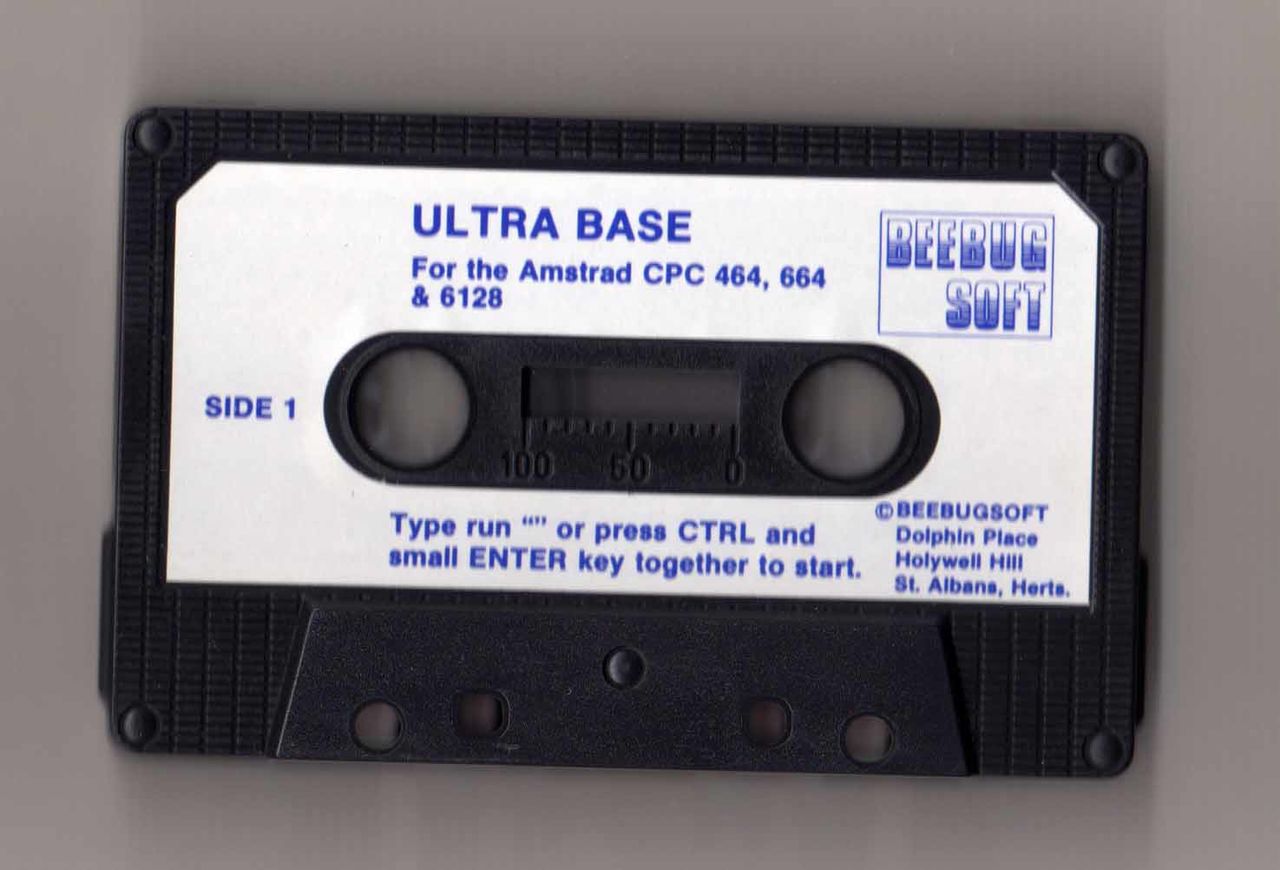 ULTRA BASE
For the Amstrad CPC 464, 664
& 6128
BEEBUG
SOFT
SIDE 1
100 50 0
Type run “” or press CTRL and
small ENTER key together to start.
©BEEBUGSOFT
Dolphin Place
Holywell Hill
St. Albans, Herts.